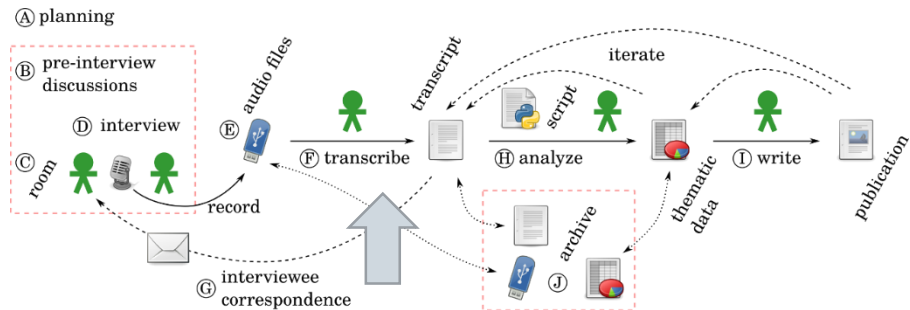 Ⓐ planning
Ⓑ pre-interview
discussions
Ⓓ interview
Ⓒ
room
record
Ⓔ
audio files
Ⓕ transcribe
transcript
Ⓖ interviewee
correspondence
iterate
script
Ⓗ analyze
thematic
data
Ⓘ write
publication
archive
Ⓙ